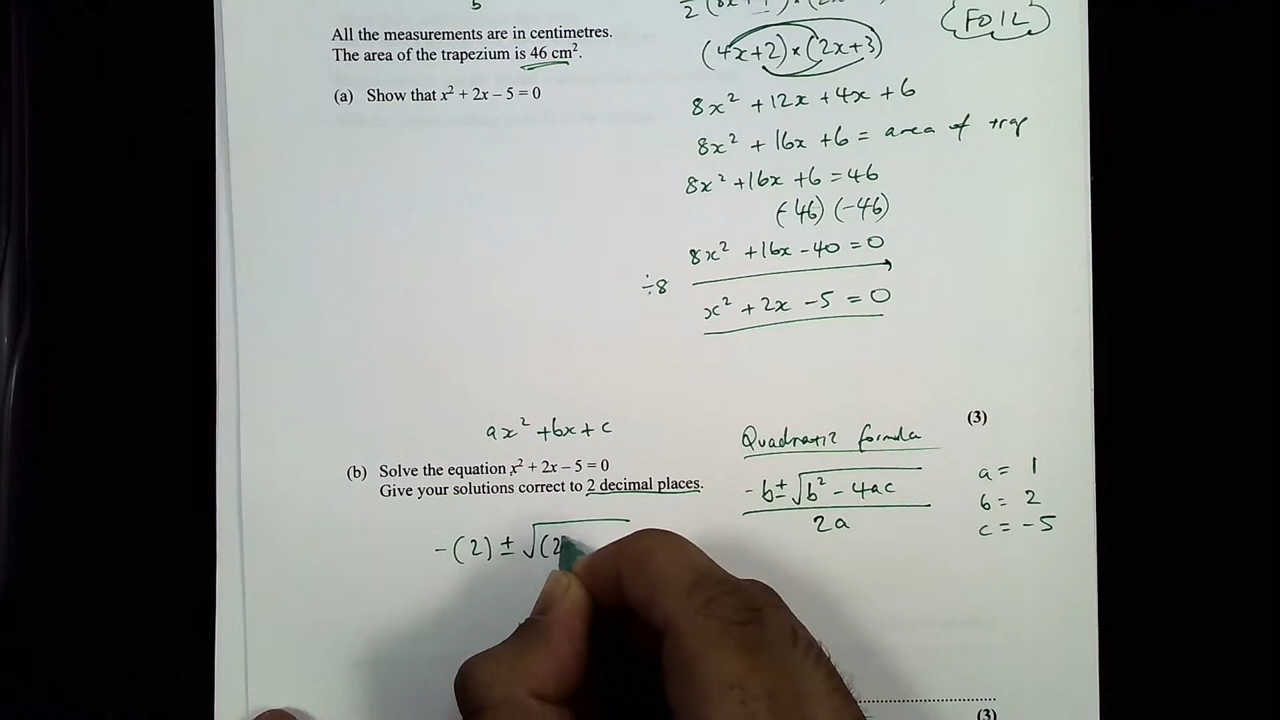 All the measurements are in centimetres.
The area of the trapezium is 46 cm².
(a) Show that x² + 2x – 5 = 0
FOIL
(4x+2)×(2x+3)
8x² +12x +4x +6
8x² + 16x +6 = area of trap
8x² +16x +6 =46
(-46) (-46)
8x² +16x -40 =0
÷8
x² +2x -5 =0
(3)
ax² +bx+c
(b) Solve the equation x² + 2x – 5 = 0
Give your solutions correct to 2 decimal places.
Quadratic formula
-b±√b² - 4ac
2a
a = 1
b = 2
c = -5
-(2) ± √(2
(3)